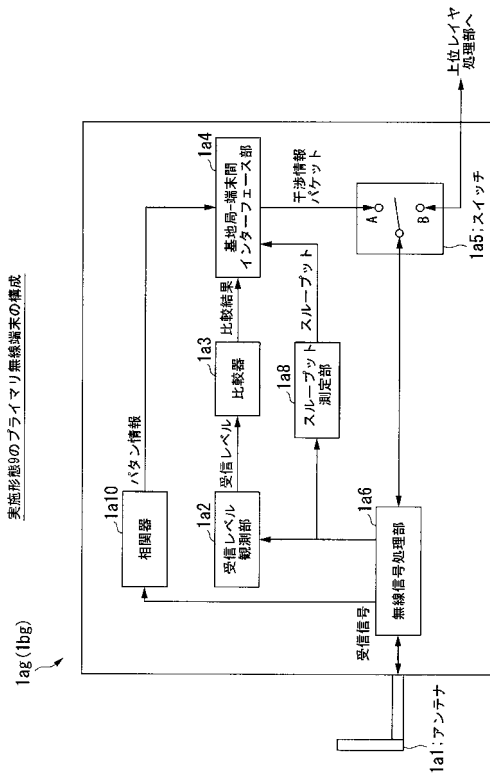 実施形態9のプライマリ無線端末の構成
1ag(1bg)
1a10
相関器
パタン情報
1a2
受信レベル
観測部
受信レベル
1a3
比較器
比較結果
1a4
基地局-端末間
インターフェース部
1a8
スループット
測定部
スループット
干渉情報
パケット
受信信号
1a6
無線信号処理部
A
B
1a5;スイッチ
上位レイヤ
処理部へ
1a1;アンテナ